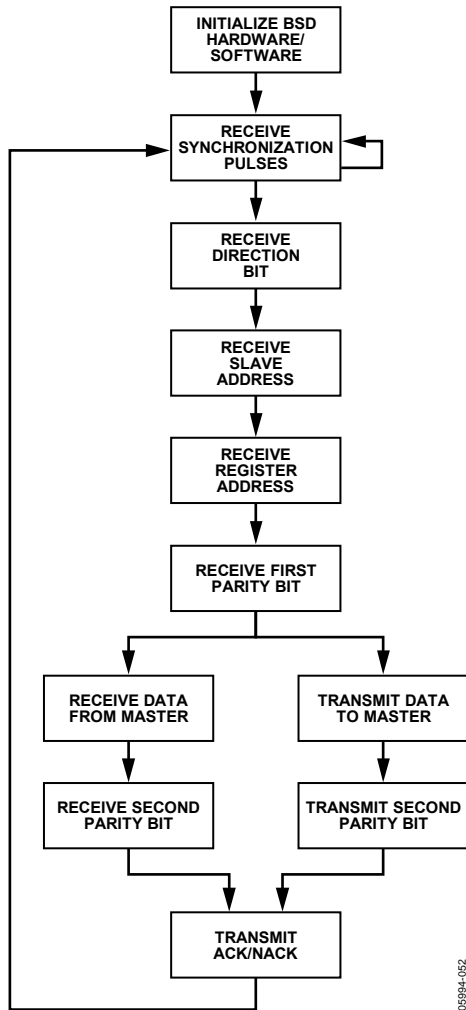 INITIALIZE BSD
HARDWARE/
SOFTWARE
RECEIVE
SYNCHRONIZATION
PULSES
RECEIVE
DIRECTION
BIT
RECEIVE
SLAVE
ADDRESS
RECEIVE
REGISTER
ADDRESS
RECEIVE FIRST
PARITY BIT
RECEIVE DATA
FROM MASTER
TRANSMIT DATA
TO MASTER
RECEIVE SECOND
PARITY BIT
TRANSMIT SECOND
PARITY BIT
TRANSMIT
ACK/NACK
05994-052